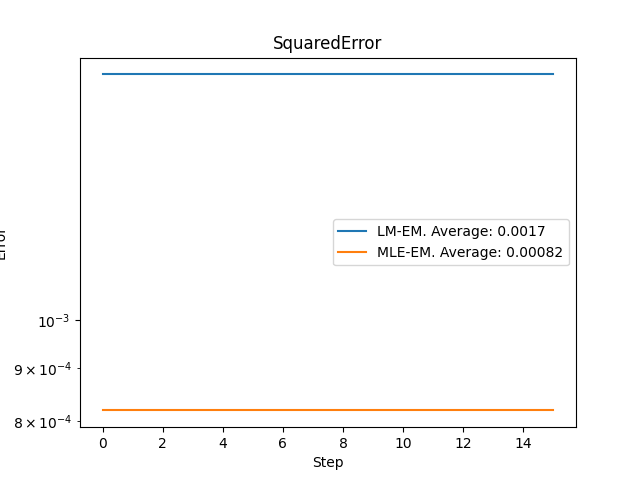 SquaredError
Error
LM-EM. Average: 0.0017
MLE-EM. Average: 0.00082
10⁻³
9 × 10⁻⁴
8 × 10⁻⁴
0 2 4 6 8 10 12 14
Step